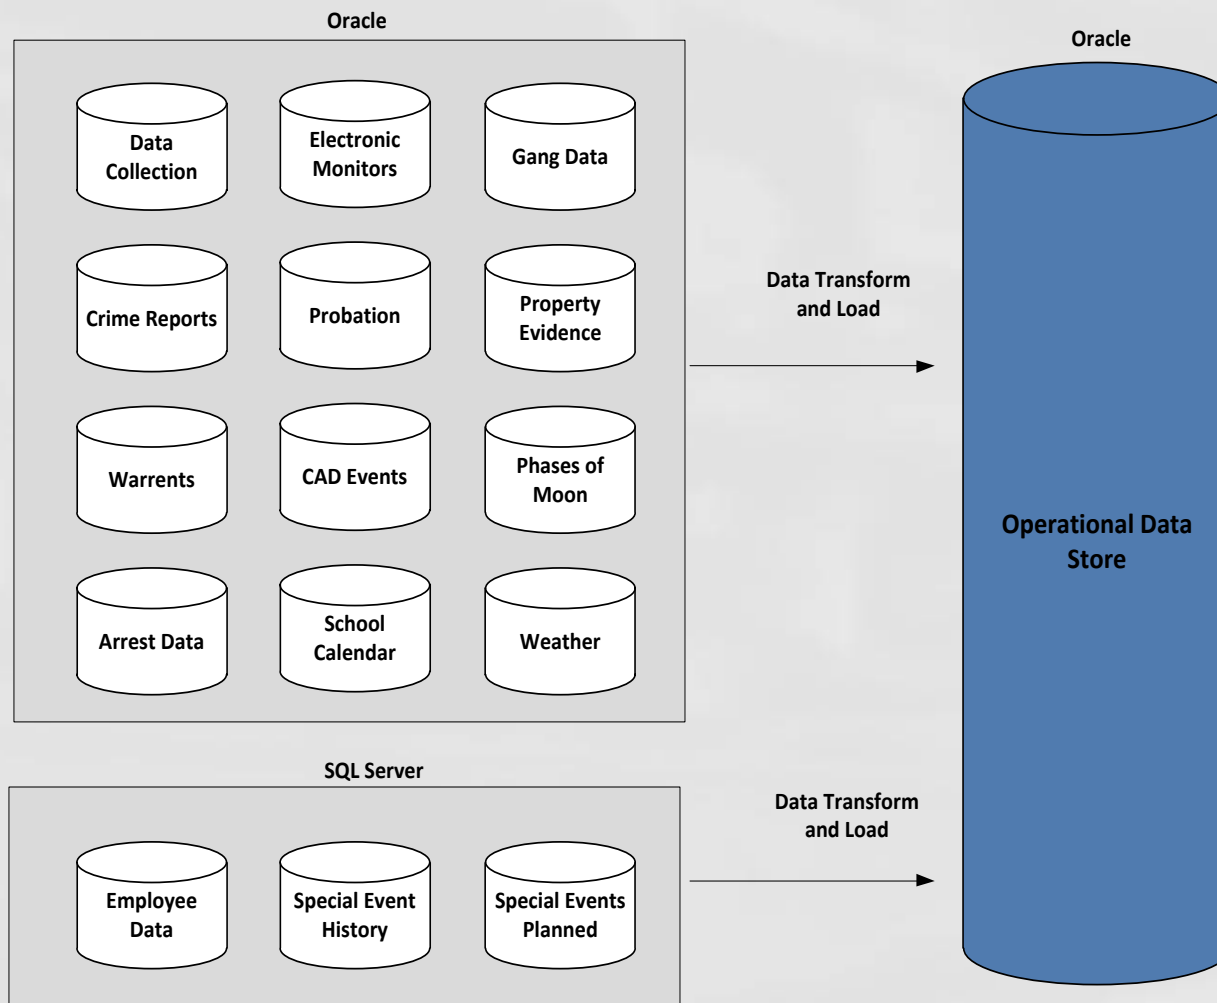 Oracle
Data
Collection
Electronic
Monitors
Gang Data
Crime Reports
Probation
Property
Evidence
Warrents
CAD Events
Phases of
Moon
Arrest Data
School
Calendar
Weather
Data Transform
and Load
Oracle
Operational Data
Store
SQL Server
Employee
Data
Special Event
History
Special Events
Planned
Data Transform
and Load